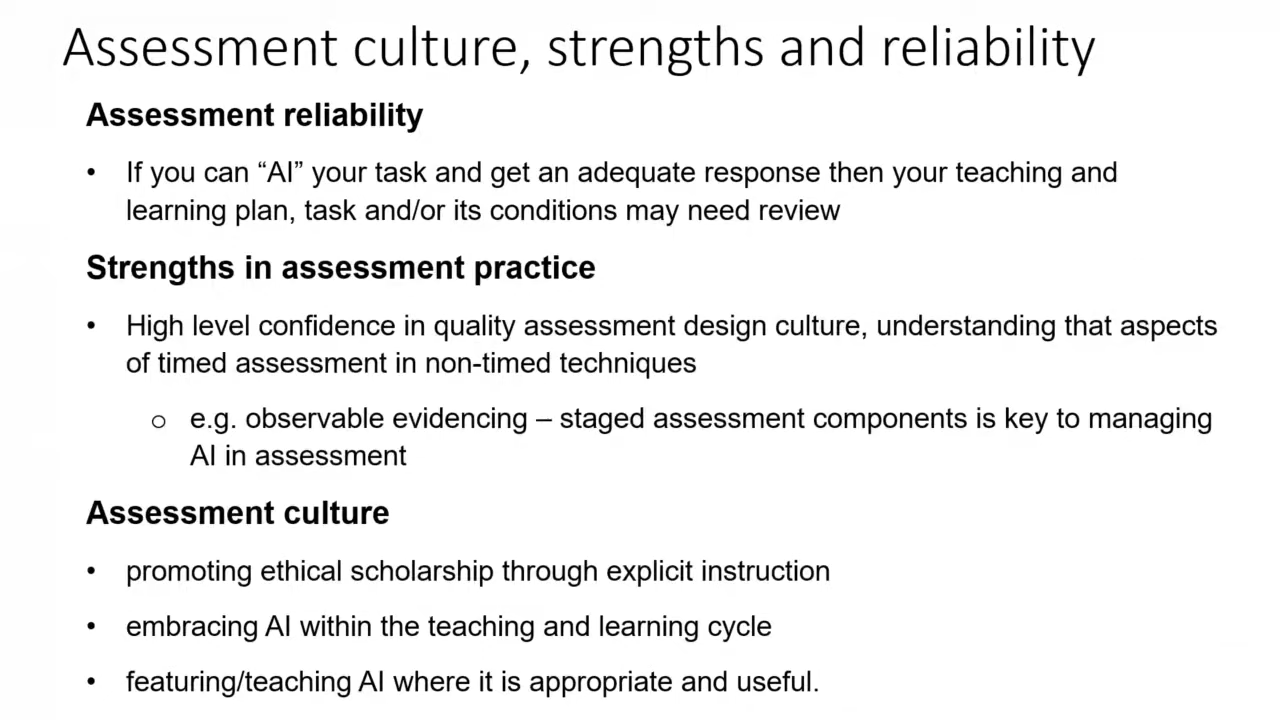 Assessment culture, strengths and reliability
Assessment reliability
• If you can “AI” your task and get an adequate response then your teaching and
learning plan, task and/or its conditions may need review
Strengths in assessment practice
• High level confidence in quality assessment design culture, understanding that aspects
of timed assessment in non-timed techniques
o e.g. observable evidencing – staged assessment components is key to managing
AI in assessment
Assessment culture
• promoting ethical scholarship through explicit instruction
• embracing AI within the teaching and learning cycle
• featuring/teaching AI where it is appropriate and useful.